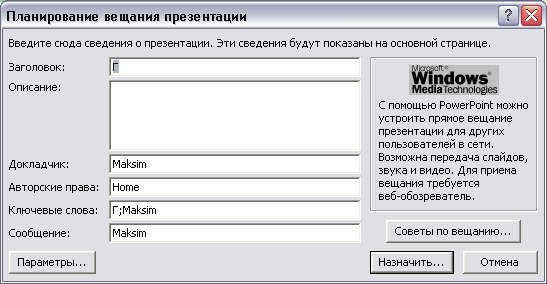 Планирование вещания презентации
Введите сюда сведения о презентации. Эти сведения будут показаны на основной странице.
Заголовок: Г
Описание:
Докладчик: Maksim
Авторские права: Home
Ключевые слова: Г;Maksim
Сообщение: Maksim
Microsoft®
Windows
MediaTechnologies
С помощью PowerPoint можно
устроить прямое вещание
презентации для других
пользователей в сети.
Возможна передача слайдов,
звука и видео. Для приема
вещания требуется
веб-обозреватель.
Советы по вещанию...
Параметры... Назначить... Отмена